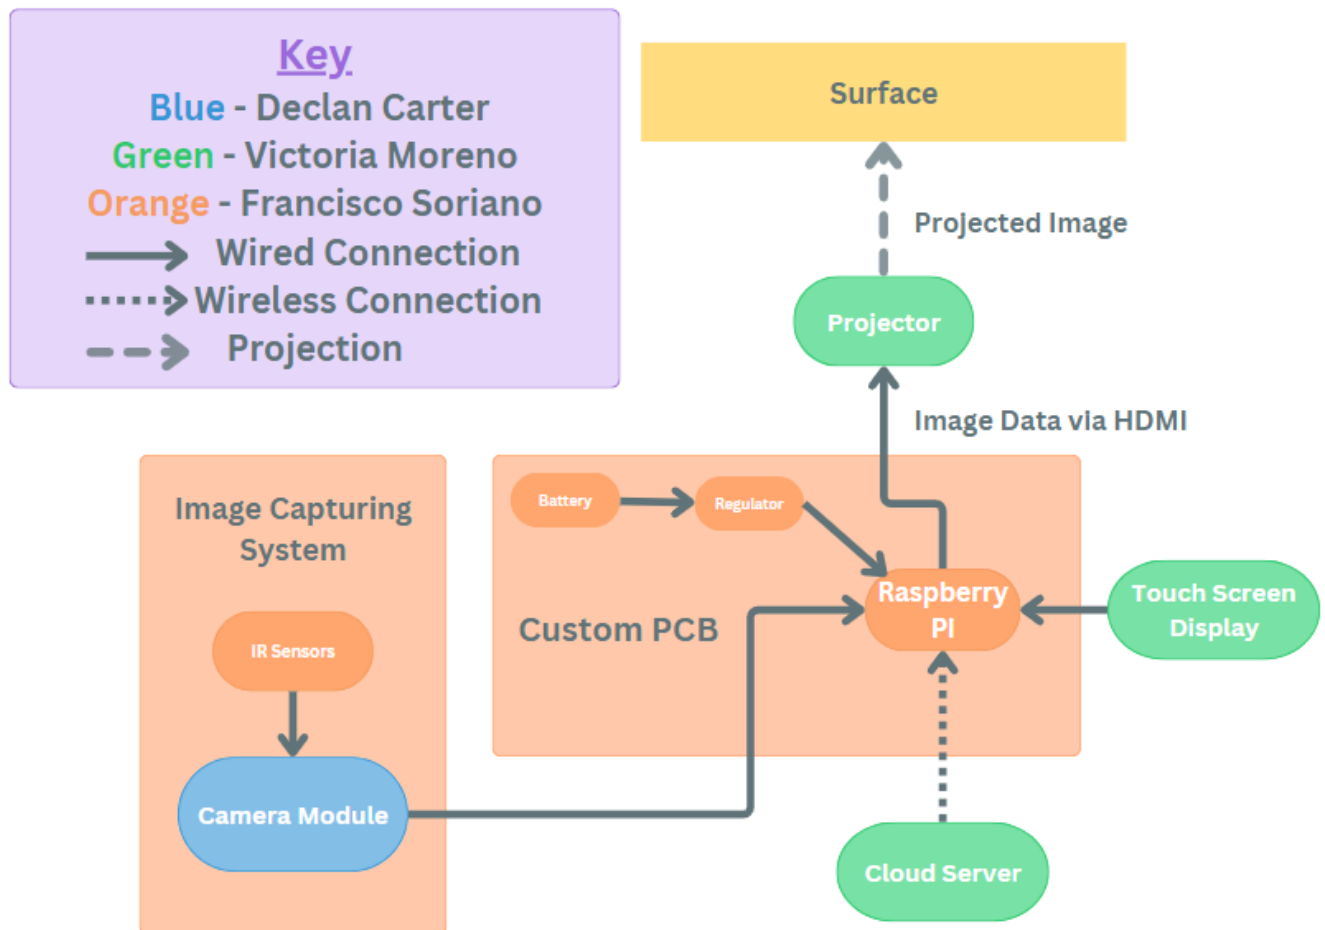 Key
Blue - Declan Carter
Green - Victoria Moreno
Orange - Francisco Soriano
Wired Connection
Wireless Connection
Projection
Surface
Projected Image
Projector
Image Data via HDMI
Image Capturing
System
IR Sensors
Camera Module
Battery
Regulator
Custom PCB
Raspberry
PI
Touch Screen
Display
Cloud Server